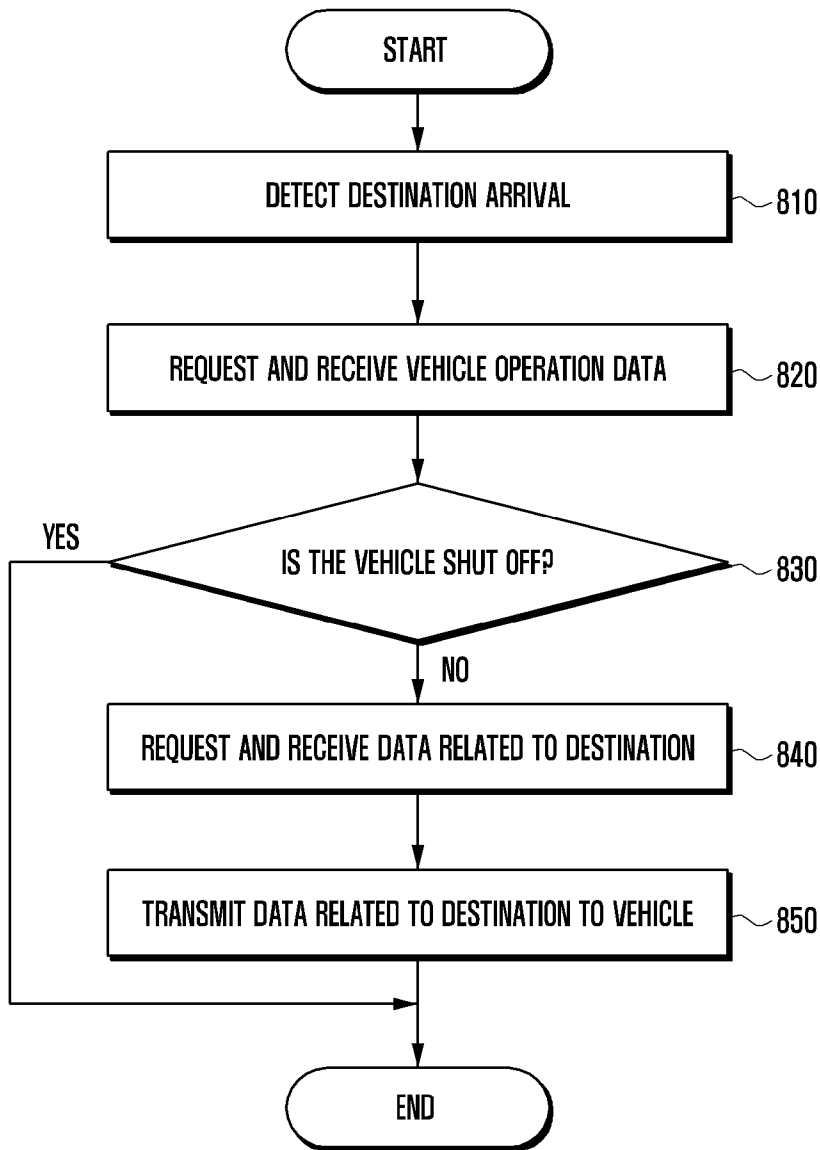 START
DETECT DESTINATION ARRIVAL
810
REQUEST AND RECEIVE VEHICLE OPERATION DATA
820
YES
IS THE VEHICLE SHUT OFF?
830
NO
REQUEST AND RECEIVE DATA RELATED TO DESTINATION
840
TRANSMIT DATA RELATED TO DESTINATION TO VEHICLE
850
END